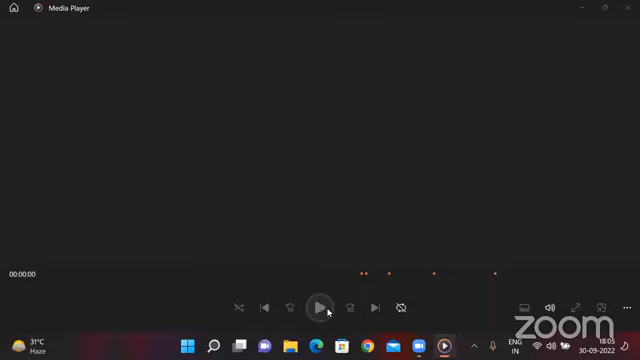 Media Player
00:00:00
10
30
zoom
31°C
Haze
ENG
IN
18:05
30-09-2022